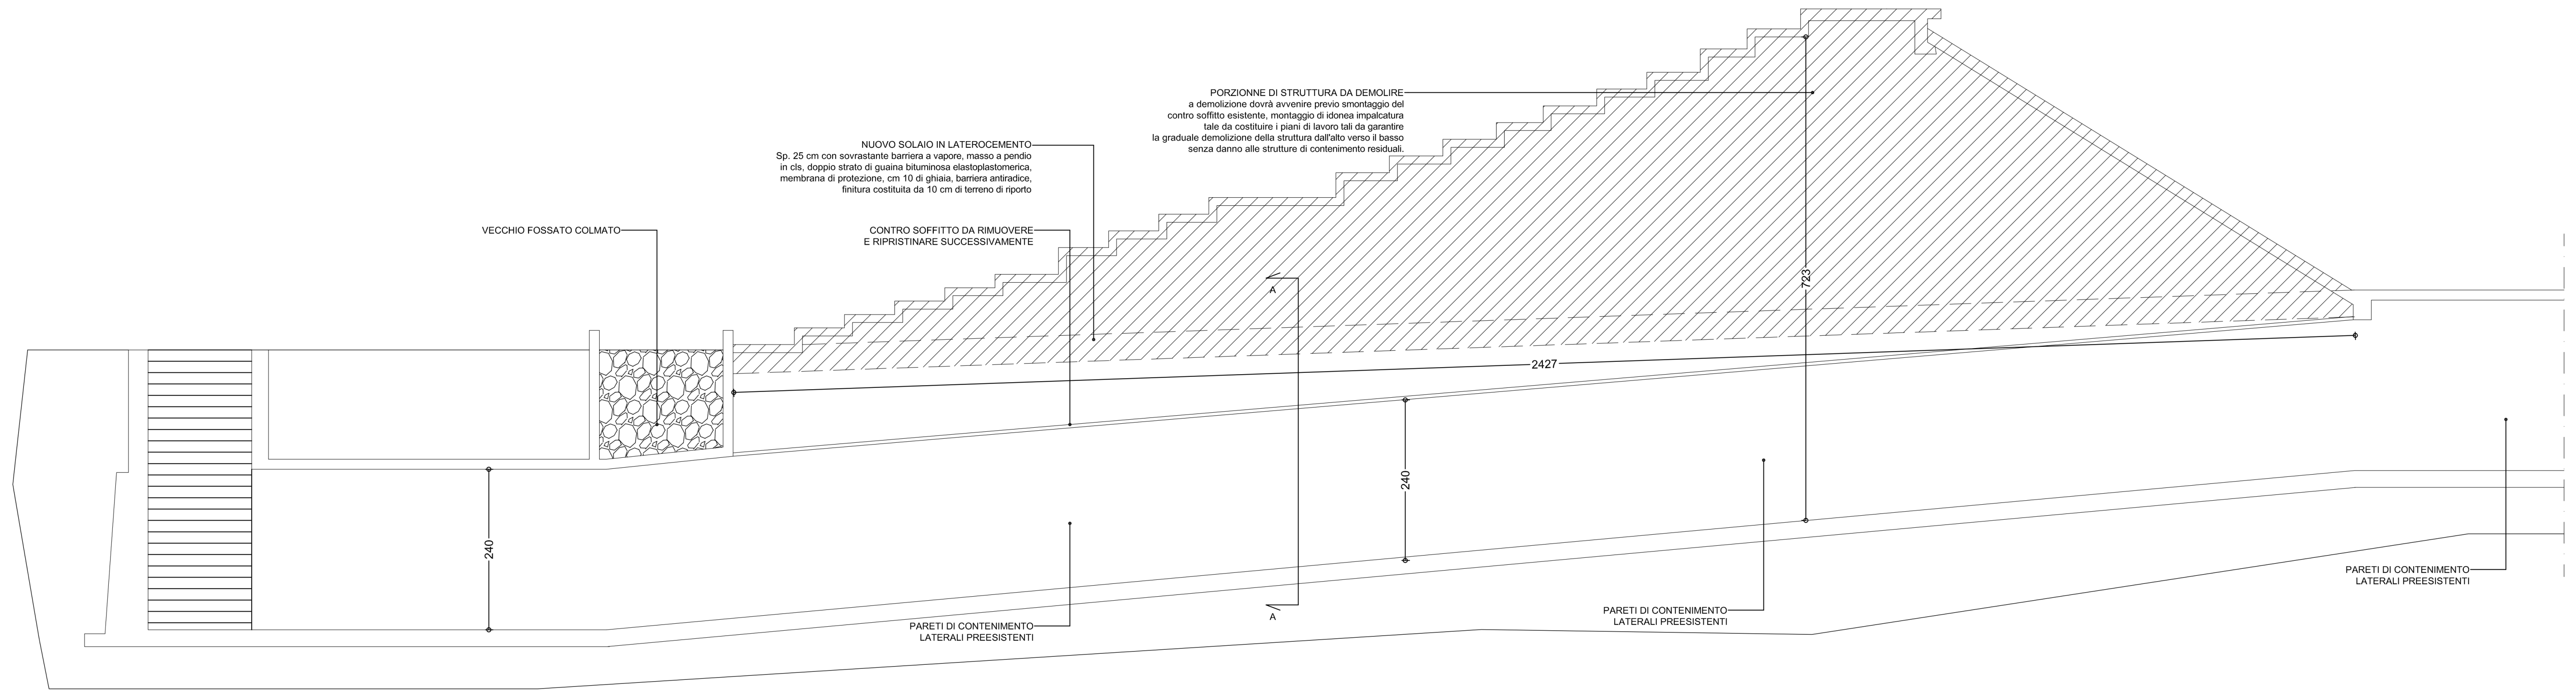 PORZIONNE DI STRUTTURA DA DEMOLIRE
a demolizione dovrà avvenire previo smontaggio del
contro soffitto esistente, montaggio di idonea impalcatura
tale da costituire i piani di lavoro tali da garantire
la graduale demolizione della struttura dall'alto verso il basso
senza danno alle strutture di contenimento residuali.
NUOVO SOLAIO IN LATEROCEMENTO
Sp. 25 cm con sovrastante barriera a vapore, masso a pendio
in cls, doppio strato di guaina bituminosa elastoplastomerica,
membrana di protezione, cm 10 di ghiaia, barriera antiradice,
finitura costituita da 10 cm di terreno di riporto
VECCHIO FOSSATO COLMATO
CONTRO SOFFITTO DA RIMUOVERE
E RIPRISTINARE SUCCESSIVAMENTE
A
723
2427
240
240
A
PARETI DI CONTENIMENTO
LATERALI PREESISTENTI
PARETI DI CONTENIMENTO
LATERALI PREESISTENTI
PARETI DI CONTENIMENTO
LATERALI PREESISTENTI